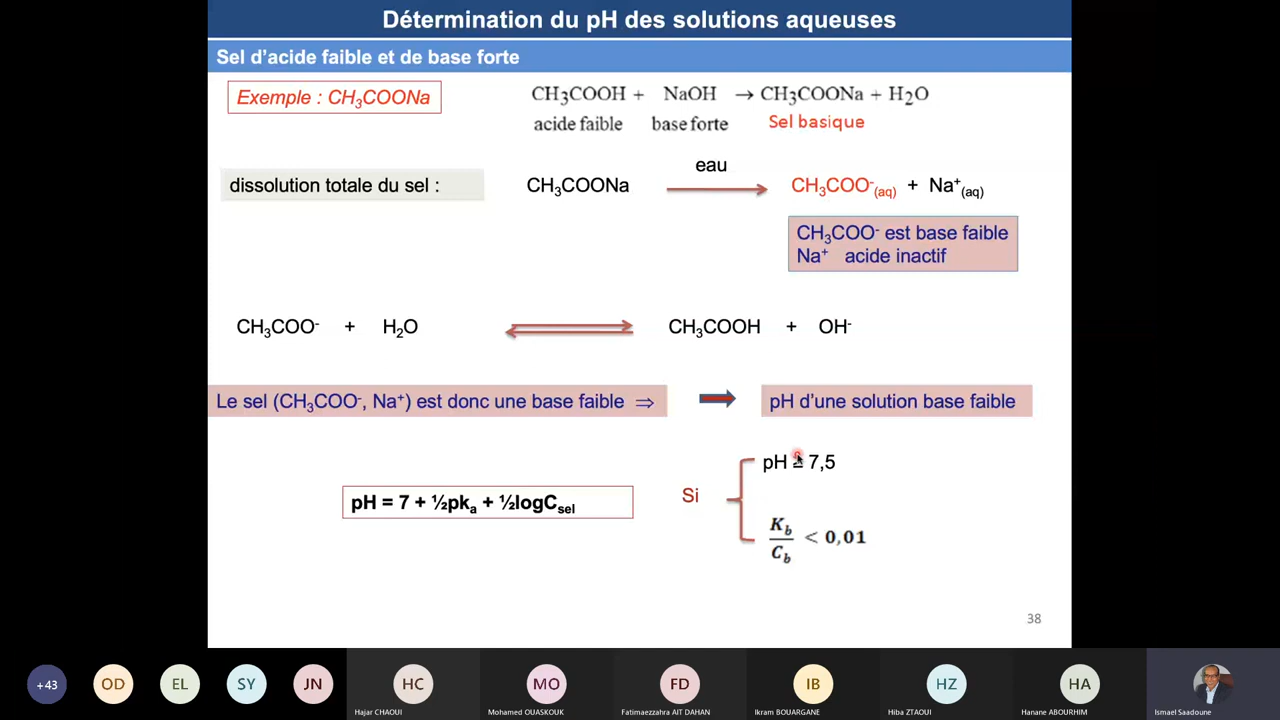 Détermination du pH des solutions aqueuses
Sel d’acide faible et de base forte
Exemple : CH₃COONa
CH₃COOH + NaOH → CH₃COONa + H₂O
acide faible base forte Sel basique
eau
dissolution totale du sel : CH₃COONa → CH₃COO⁻(aq) + Na⁺(aq)
CH₃COO⁻ est base faible
Na⁺ acide inactif
CH₃COO⁻ + H₂O ⇌ CH₃COOH + OH⁻
Le sel (CH₃COO⁻, Na⁺) est donc une base faible ⇒ pH d’une solution base faible
pH ≥ 7,5
Si
pH = 7 + ½pkₐ + ½logCsel
Kb/Cb < 0,01
38
+43 OD EL SY JN HC MO FD IB HZ HA
Hajar CHAOUI Mohamed OUASKOUK Fatimaezzahra AIT DAHAN Ikram BOUARGANE Hiba ZTAOUI Hanane ABOURHIM Ismael Saadoune